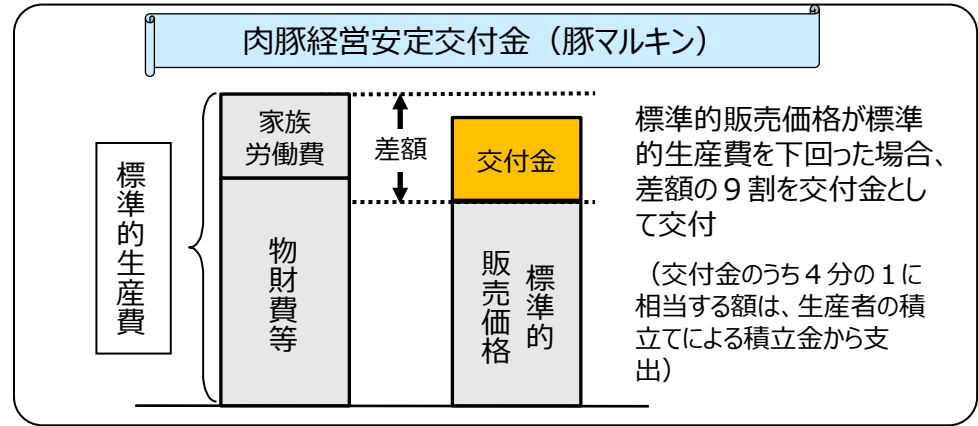 肉豚経営安定交付金（豚マルキン）
標準的生産費
家族
労働費
物財費等
差額
交付金
標準的
販売価格
標準的販売価格が標準
的生産費を下回った場合、
差額の９割を交付金とし
て交付
（交付金のうち４分の１に
相当する額は、生産者の積
立てによる積立金から支
出）